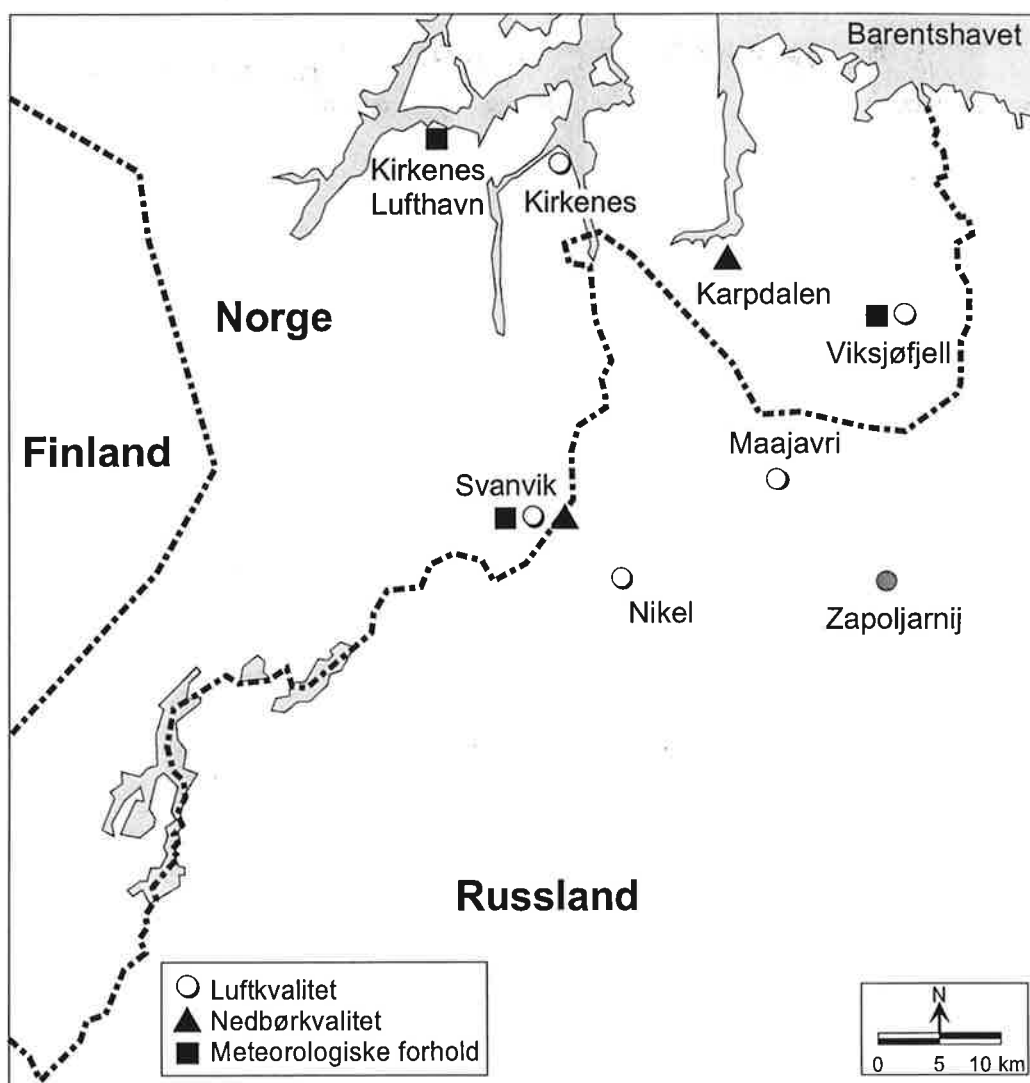 Barentshavet
Kirkenes
Lufthavn
Kirkenes
Karpdalen
Norge
Viksjøfjell
Finland
Maajavri
Svanvik
Nikel
Zapoljarnij
Russland
Luftkvalitet
Nedbørkvalitet
Meteorologiske forhold
N
0 5 10 km